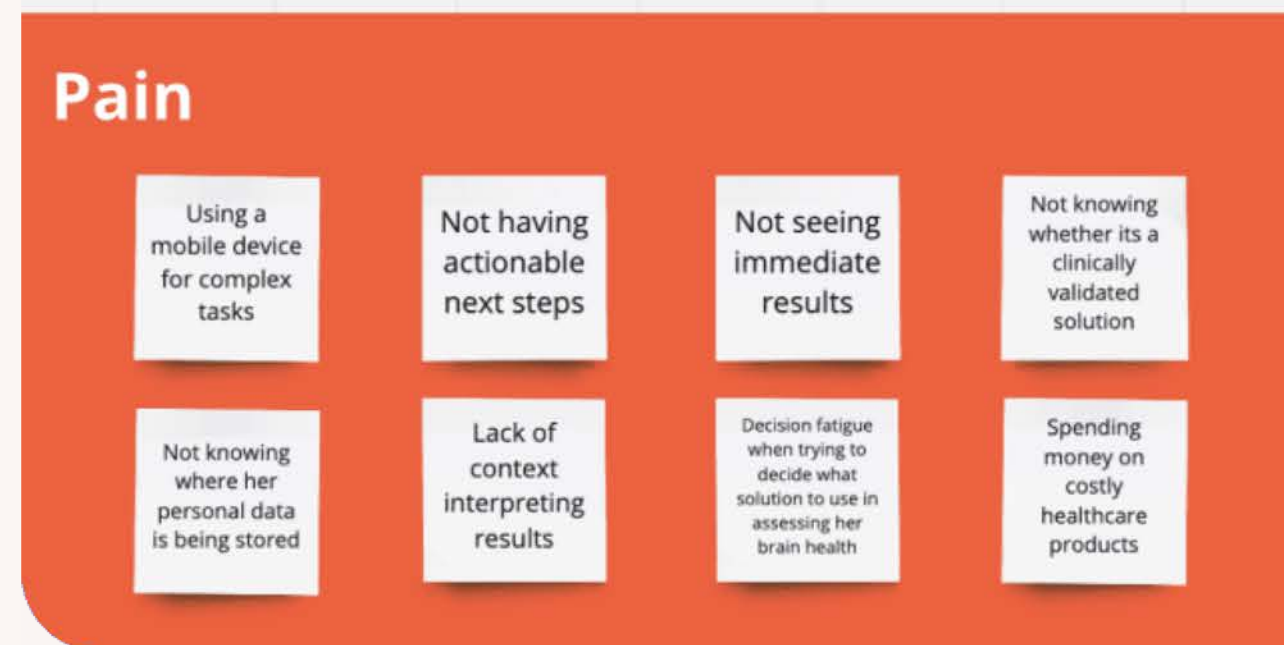 Pain
Using a
mobile device
for complex
tasks
Not having
actionable
next steps
Not seeing
immediate
results
Not knowing
whether its a
clinically
validated
solution
Not knowing
where her
personal data
is being stored
Lack of
context
interpreting
results
Decision fatigue
when trying to
decide what
solution to use in
assessing her
brain health
Spending
money on
costly
healthcare
products